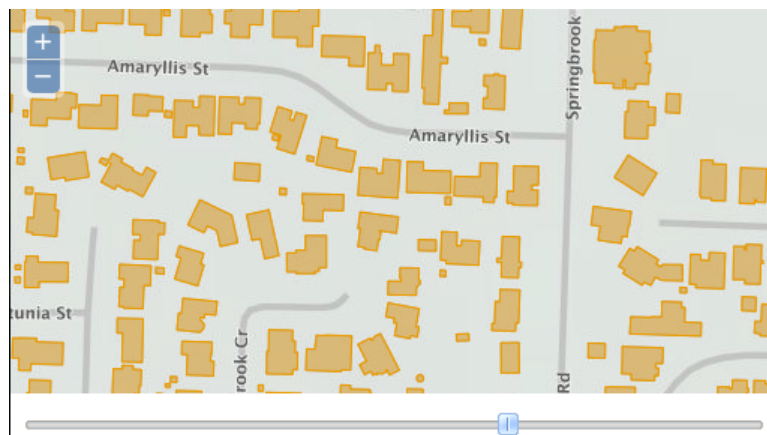 +
−
Amaryllis St
Springbrook
Amaryllis St
tunia St
rook Cr
Rd